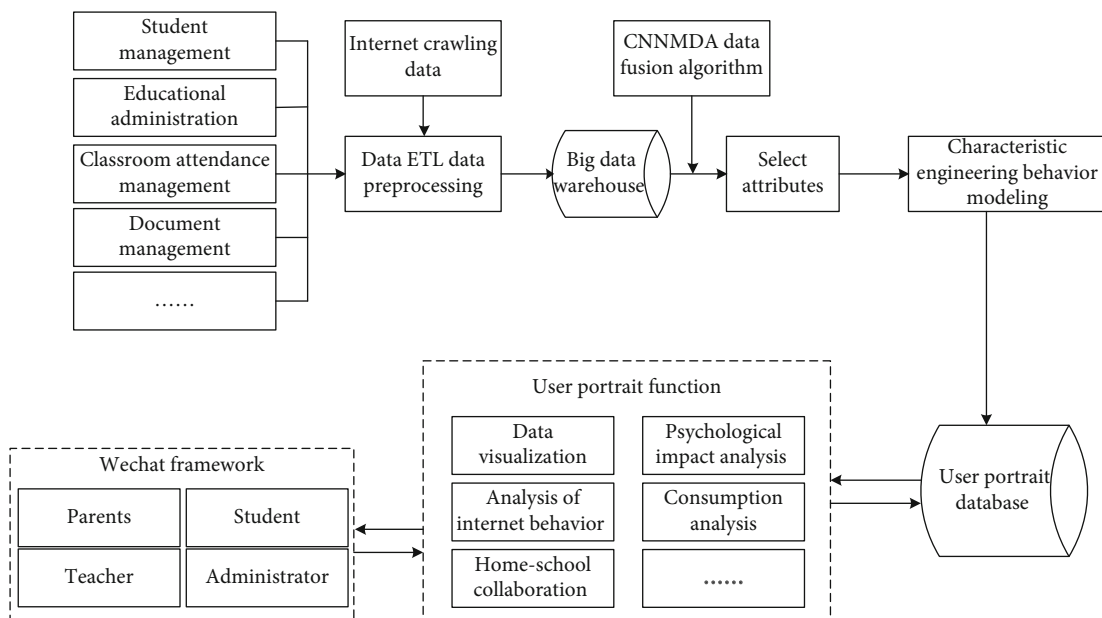 Student
management
Educational
administration
Classroom attendance
management
Document
management
……
Internet crawling
data
Data ETL data
preprocessing
Big data
warehouse
CNNMDA data
fusion algorithm
Select
attributes
Characteristic
engineering behavior
modeling
User portrait
database
User portrait function
Data
visualization
Psychological
impact analysis
Analysis of
internet behavior
Consumption
analysis
Home-school
collaboration
……
Wechat framework
Parents
Student
Teacher
Administrator